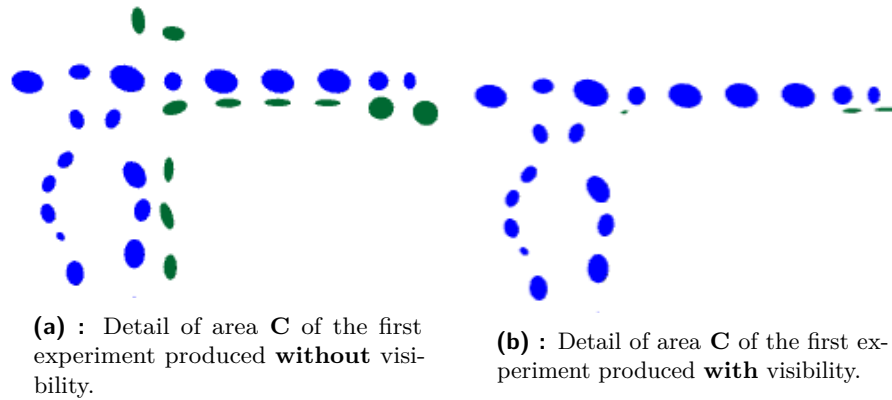 (a) : Detail of area C of the first
experiment produced without visi-
bility.
(b) : Detail of area C of the first ex-
periment produced with visibility.